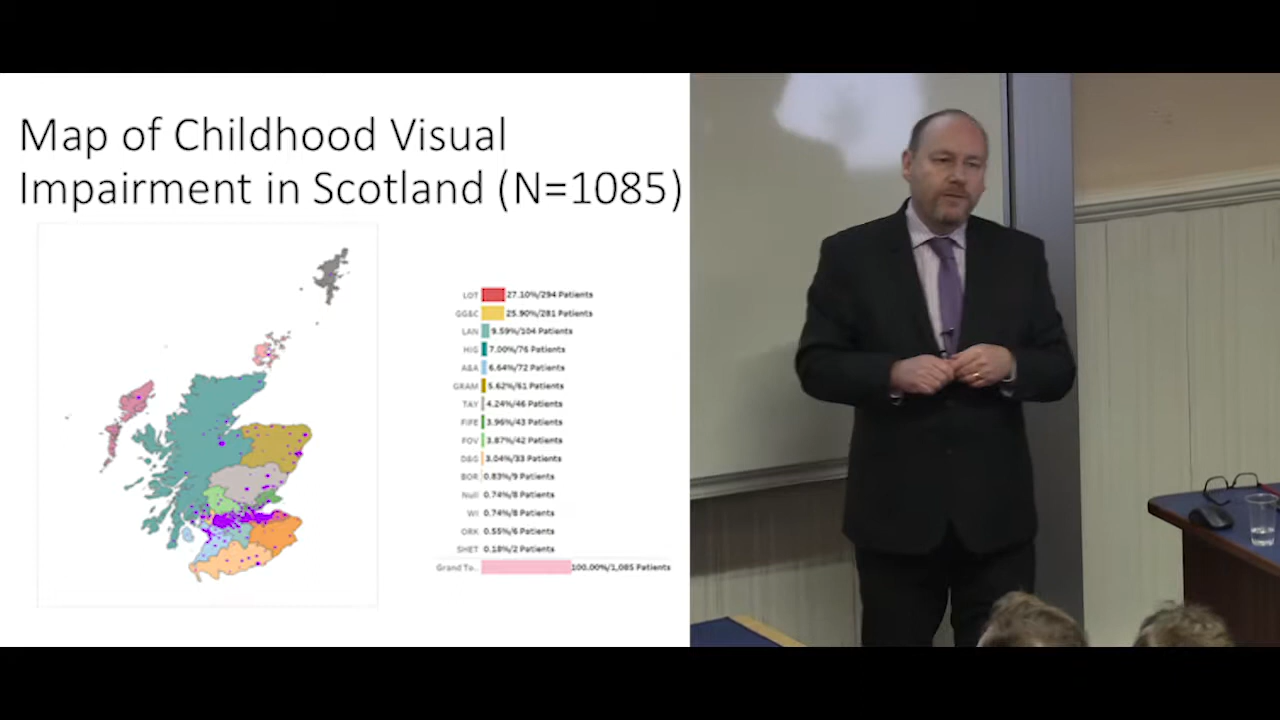 Map of Childhood Visual
Impairment in Scotland (N=1085)
LOT 27.10%/294 Patients
GG&C 25.90%/281 Patients
LAN 9.59%/104 Patients
HIG 7.00%/76 Patients
A&A 6.64%/72 Patients
GRAM 5.62%/61 Patients
TAY 4.24%/46 Patients
FIFE 3.96%/43 Patients
FOV 3.87%/42 Patients
D&G 3.04%/33 Patients
BOR 0.83%/9 Patients
Null 0.74%/8 Patients
WI 0.74%/8 Patients
ORK 0.55%/6 Patients
SHET 0.18%/2 Patients
Grand To.. 100.00%/1,085 Patients